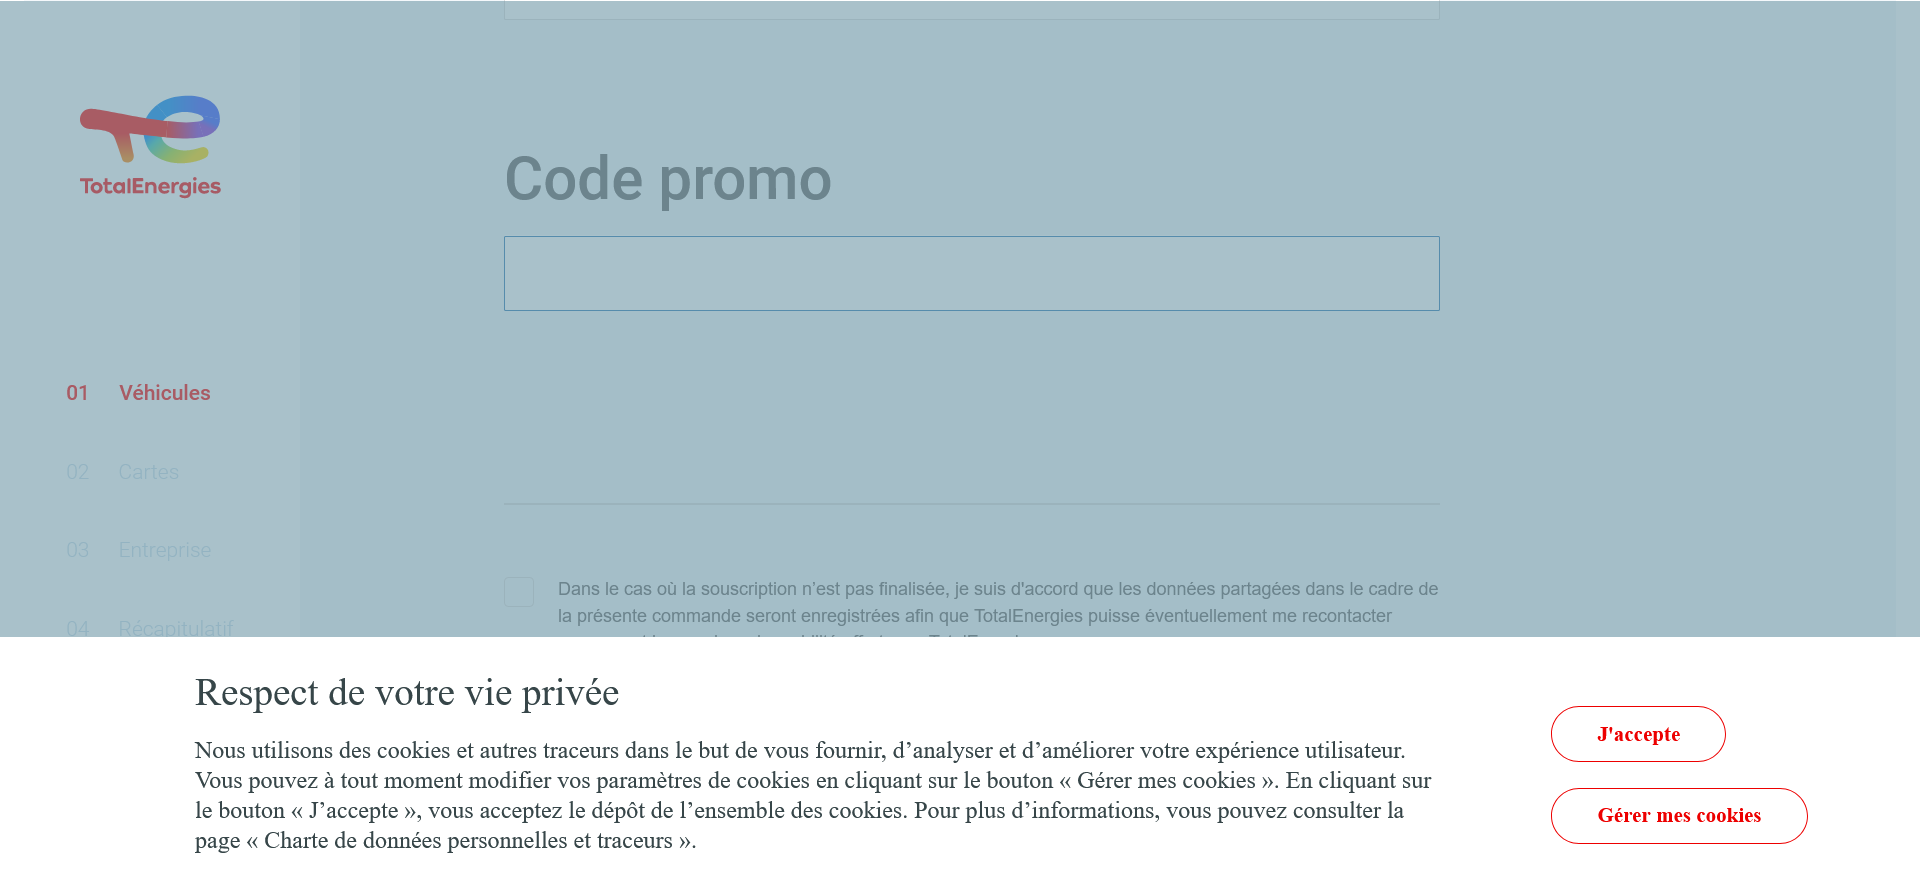 TotalEnergies
Code promo
01 Véhicules
02 Cartes
03 Entreprise
04 Récapitulatif
Dans le cas où la souscription n'est pas finalisée, je suis d'accord que les données partagées dans le cadre de
la présente commande seront enregistrées afin que TotalEnergies puisse éventuellement me recontacter
Respect de votre vie privée
Nous utilisons des cookies et autres traceurs dans le but de vous fournir, d’analyser et d’améliorer votre expérience utilisateur.
Vous pouvez à tout moment modifier vos paramètres de cookies en cliquant sur le bouton « Gérer mes cookies ». En cliquant sur
le bouton « J’accepte », vous acceptez le dépôt de l’ensemble des cookies. Pour plus d’informations, vous pouvez consulter la
page « Charte de données personnelles et traceurs ».
J'accepte
Gérer mes cookies